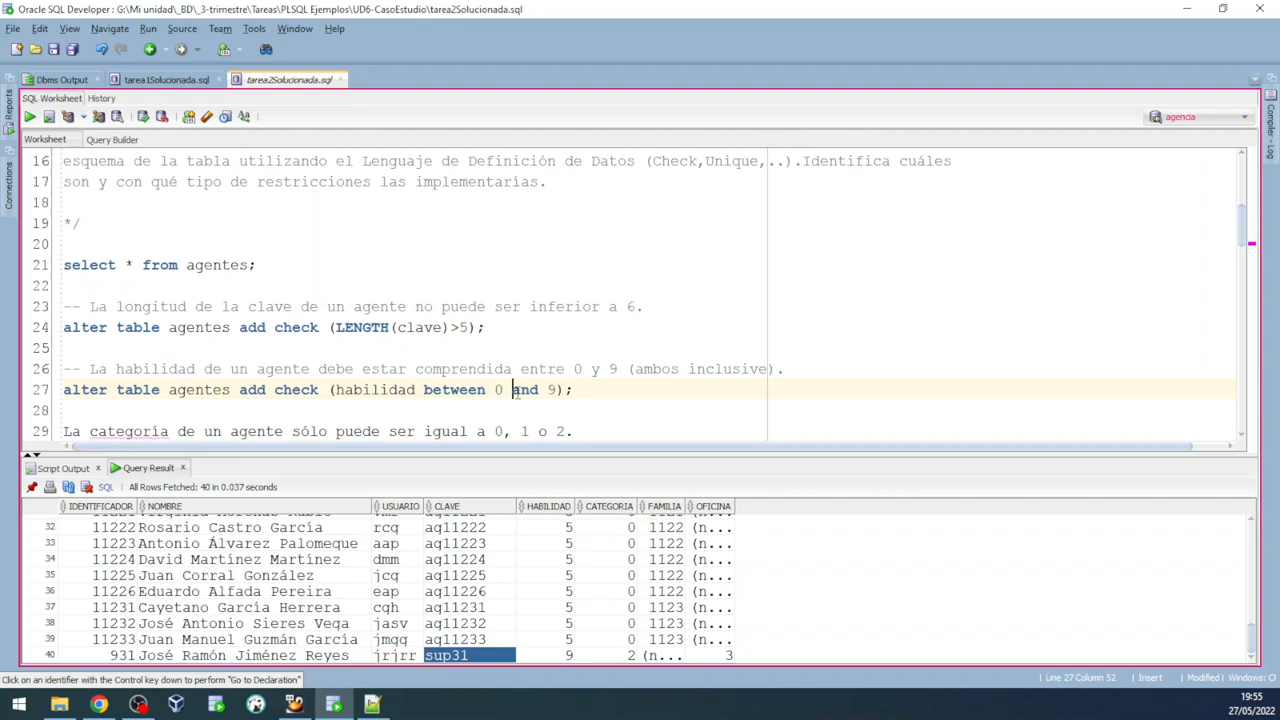 Oracle SQL Developer : G:\Mi unidad\_BD\_3-trimestre\Tareas\PLSQL Ejemplos\UD6-CasoEstudio\tarea2Solucionada.sql
File Edit View Navigate Run Source Team Tools Window Help
Dbms Output tarea1Solucionada.sql tarea2Solucionada.sql
SQL Worksheet History
agencia
Worksheet Query Builder
Reports
Connections
Compiler - Log
16 esquema de la tabla utilizando el Lenguaje de Definición de Datos (Check,Unique,..).Identifica cuáles
17 son y con qué tipo de restricciones las implementarías.
18
19 */
20
21 select * from agentes;
22
23 -- La longitud de la clave de un agente no puede ser inferior a 6.
24 alter table agentes add check (LENGTH(clave)>5);
25
26 -- La habilidad de un agente debe estar comprendida entre 0 y 9 (ambos inclusive).
27 alter table agentes add check (habilidad between 0 and 9);
28
29 La categoría de un agente sólo puede ser igual a 0, 1 o 2.
Script Output Query Result
SQL All Rows Fetched: 40 in 0.037 seconds
IDENTIFICADOR NOMBRE USUARIO CLAVE HABILIDAD CATEGORIA FAMILIA OFICINA
32 11222 Rosario Castro García rcg ag11222 5 0 1122 (n...
33 11223 Antonio Álvarez Palomeque aap ag11223 5 0 1122 (n...
34 11224 David Martínez Martínez dmm ag11224 5 0 1122 (n...
35 11225 Juan Corral González jcg ag11225 5 0 1122 (n...
36 11226 Eduardo Alfada Pereira eap ag11226 5 0 1122 (n...
37 11231 Cayetano García Herrera cgh ag11231 5 0 1123 (n...
38 11232 José Antonio Sieres Vega jasv ag11232 5 0 1123 (n...
39 11233 Juan Manuel Guzmán García jmgg ag11233 5 0 1123 (n...
40 931 José Ramón Jiménez Reyes jrjrr sup31 9 2 (n... 3
Click on an identifier with the Control key down to perform "Go to Declaration"
Line 27 Column 52 Insert Modified Windows: CF
19:55
27/05/2022